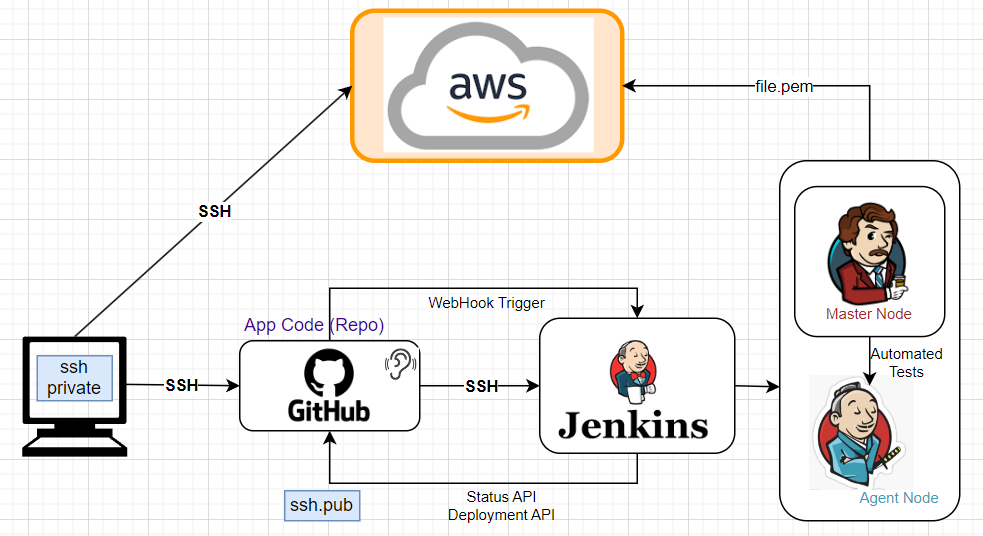 aws
file.pem
SSH
WebHook Trigger
App Code (Repo)
Master Node
ssh
private
SSH
GitHub
SSH
Jenkins
Automated
Tests
ssh.pub
Status API
Deployment API
Agent Node